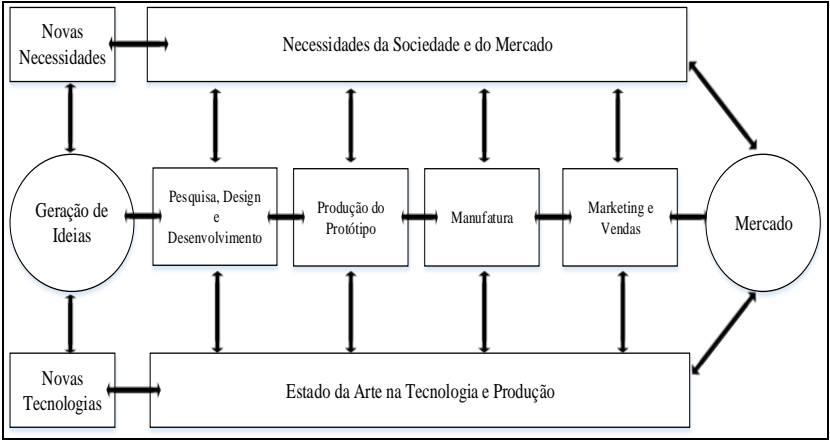 Novas
Necessidades
Necessidades da Sociedade e do Mercado
Geração de
Ideias
Pesquisa, Design
e
Desenvolvimento
Produção do
Protótipo
Manufatura
Marketing e
Vendas
Mercado
Novas
Tecnologias
Estado da Arte na Tecnologia e Produção